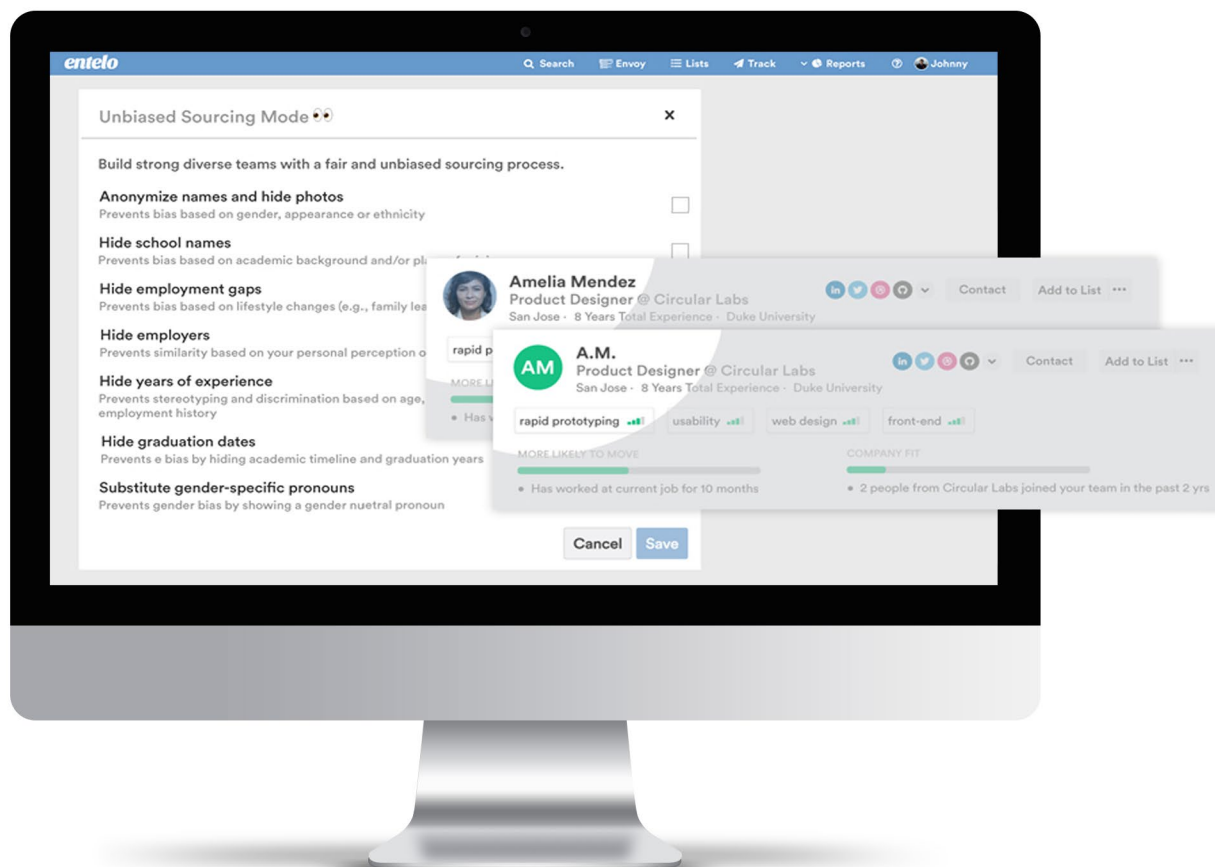 entelo
Search Envoy Lists Track Reports Johnny
Unbiased Sourcing Mode
Build strong diverse teams with a fair and unbiased sourcing process.
Anonymize names and hide photos
Prevents bias based on gender, appearance or ethnicity
Hide school names
Prevents bias based on academic background and/or
Hide employment gaps
Prevents bias based on lifestyle changes (e.g., family
Hide employers
Prevents similarity based on your personal perception
Hide years of experience
Prevents stereotyping and discrimination based on age,
employment history
Hide graduation dates
Prevents e bias by hiding academic timeline and graduation years
Substitute gender-specific pronouns
Prevents gender bias by showing a gender nuetral pronoun
Cancel Save
Amelia Mendez
Product Designer @ Circular Labs
San Jose · 8 Years Total Experience · Duke University
in
Contact Add to List
rapid
MORE
Has
AM
A.M.
Product Designer @ Circular Labs
San Jose · 8 Years Total Experience · Duke University
in
Contact Add to List
rapid prototyping usability web design front-end
MORE LIKELY TO MOVE
Has worked at current job for 10 months
COMPANY FIT
2 people from Circular Labs joined your team in the past 2 yrs